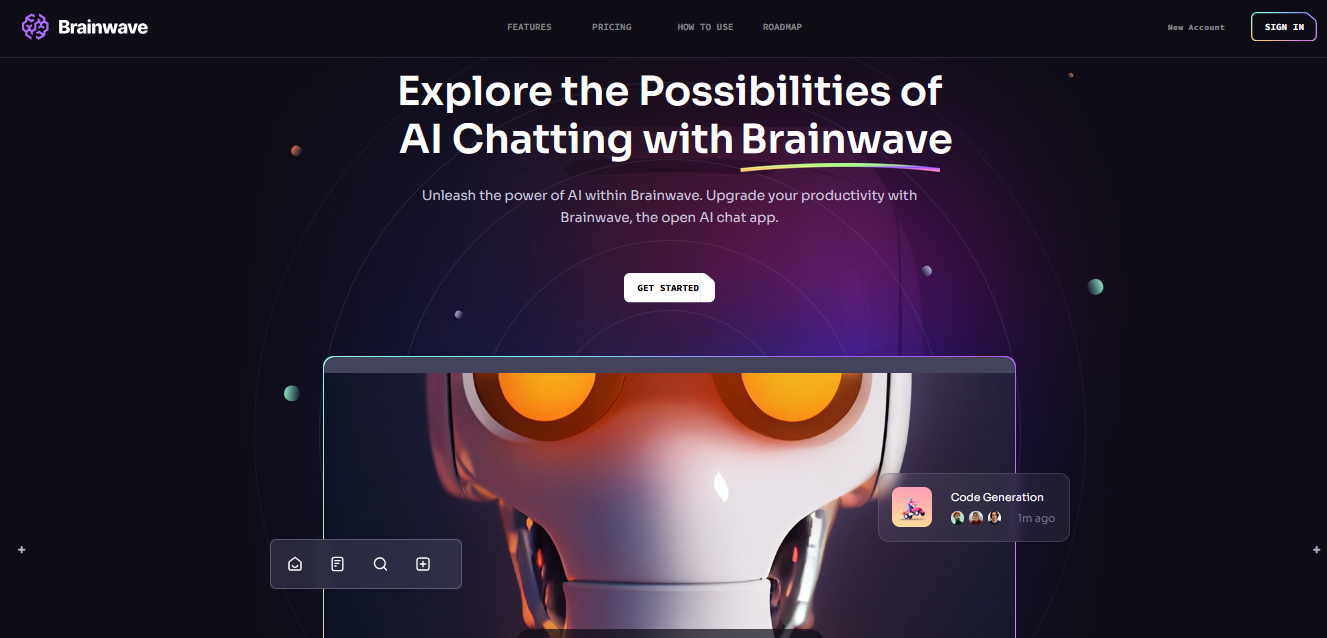 Brainwave
FEATURES
PRICING
HOW TO USE
ROADMAP
New Account
SIGN IN
Explore the Possibilities of
AI Chatting with Brainwave
Unleash the power of AI within Brainwave. Upgrade your productivity with
Brainwave, the open AI chat app.
GET STARTED
Code Generation
1m ago